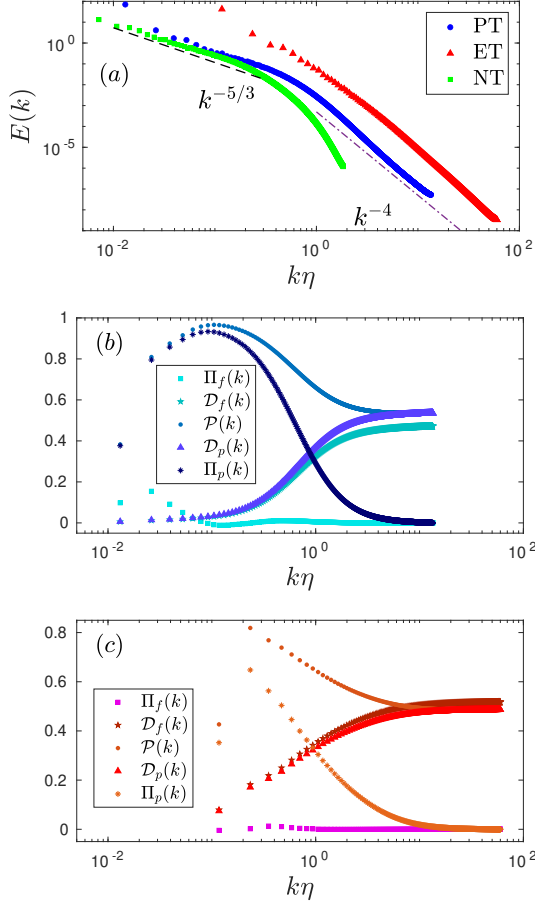 (a)
PT
ET
NT
k^{-5/3}
k^{-4}
E(k)
10^0
10^{-5}
10^{-2} 10^0 10^2
kη
(b)
Π_f(k)
𝒟_f(k)
𝒫(k)
𝒟_p(k)
Π_p(k)
1
0.8
0.6
0.4
0.2
0
10^{-2} 10^0 10^2
kη
(c)
Π_f(k)
𝒟_f(k)
𝒫(k)
𝒟_p(k)
Π_p(k)
0.8
0.6
0.4
0.2
0
10^{-2} 10^0 10^2
kη